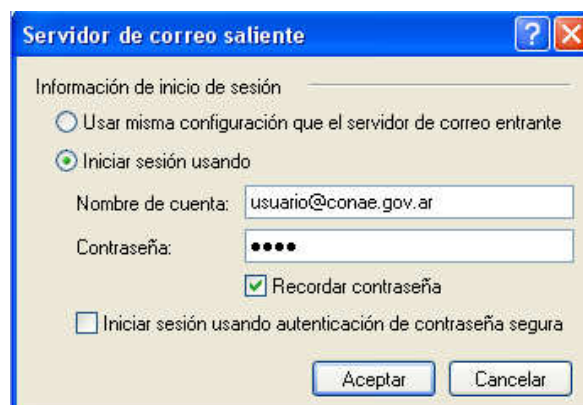 Servidor de correo saliente
Información de inicio de sesión
Usar misma configuración que el servidor de correo entrante
Iniciar sesión usando
Nombre de cuenta: usuario@conae.gov.ar
Contraseña: ••••
Recordar contraseña
Iniciar sesión usando autenticación de contraseña segura
Aceptar Cancelar